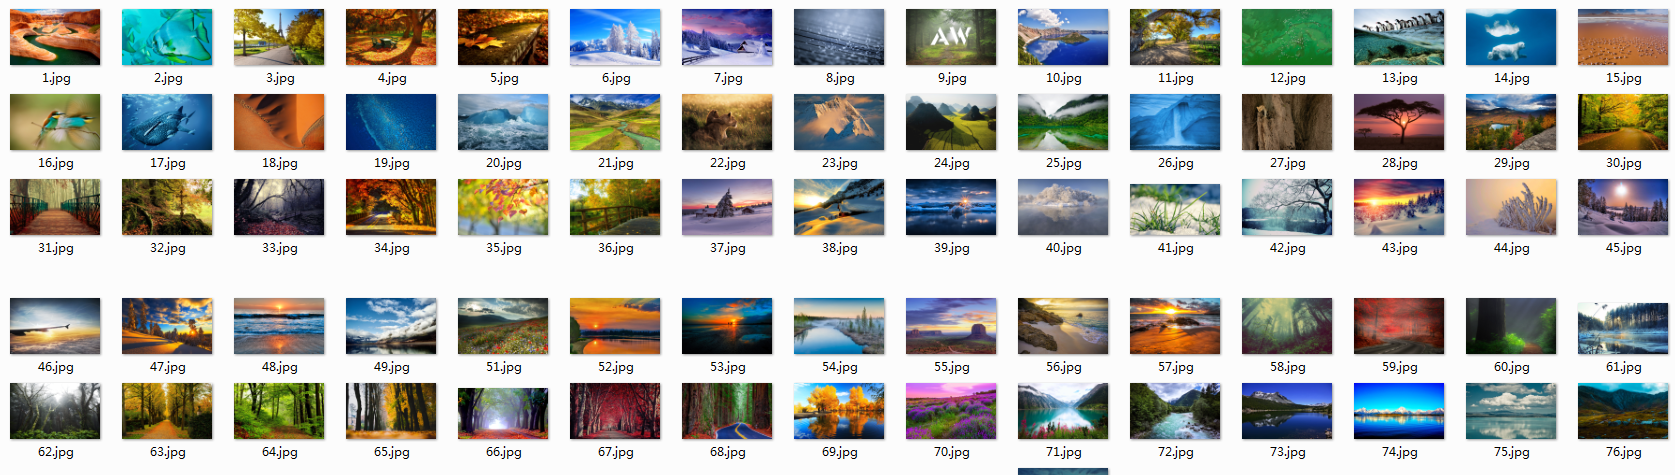 1.jpg 2.jpg 3.jpg 4.jpg 5.jpg 6.jpg 7.jpg 8.jpg 9.jpg 10.jpg 11.jpg 12.jpg 13.jpg 14.jpg 15.jpg
AW
16.jpg 17.jpg 18.jpg 19.jpg 20.jpg 21.jpg 22.jpg 23.jpg 24.jpg 25.jpg 26.jpg 27.jpg 28.jpg 29.jpg 30.jpg
31.jpg 32.jpg 33.jpg 34.jpg 35.jpg 36.jpg 37.jpg 38.jpg 39.jpg 40.jpg 41.jpg 42.jpg 43.jpg 44.jpg 45.jpg
46.jpg 47.jpg 48.jpg 49.jpg 51.jpg 52.jpg 53.jpg 54.jpg 55.jpg 56.jpg 57.jpg 58.jpg 59.jpg 60.jpg 61.jpg
62.jpg 63.jpg 64.jpg 65.jpg 66.jpg 67.jpg 68.jpg 69.jpg 70.jpg 71.jpg 72.jpg 73.jpg 74.jpg 75.jpg 76.jpg